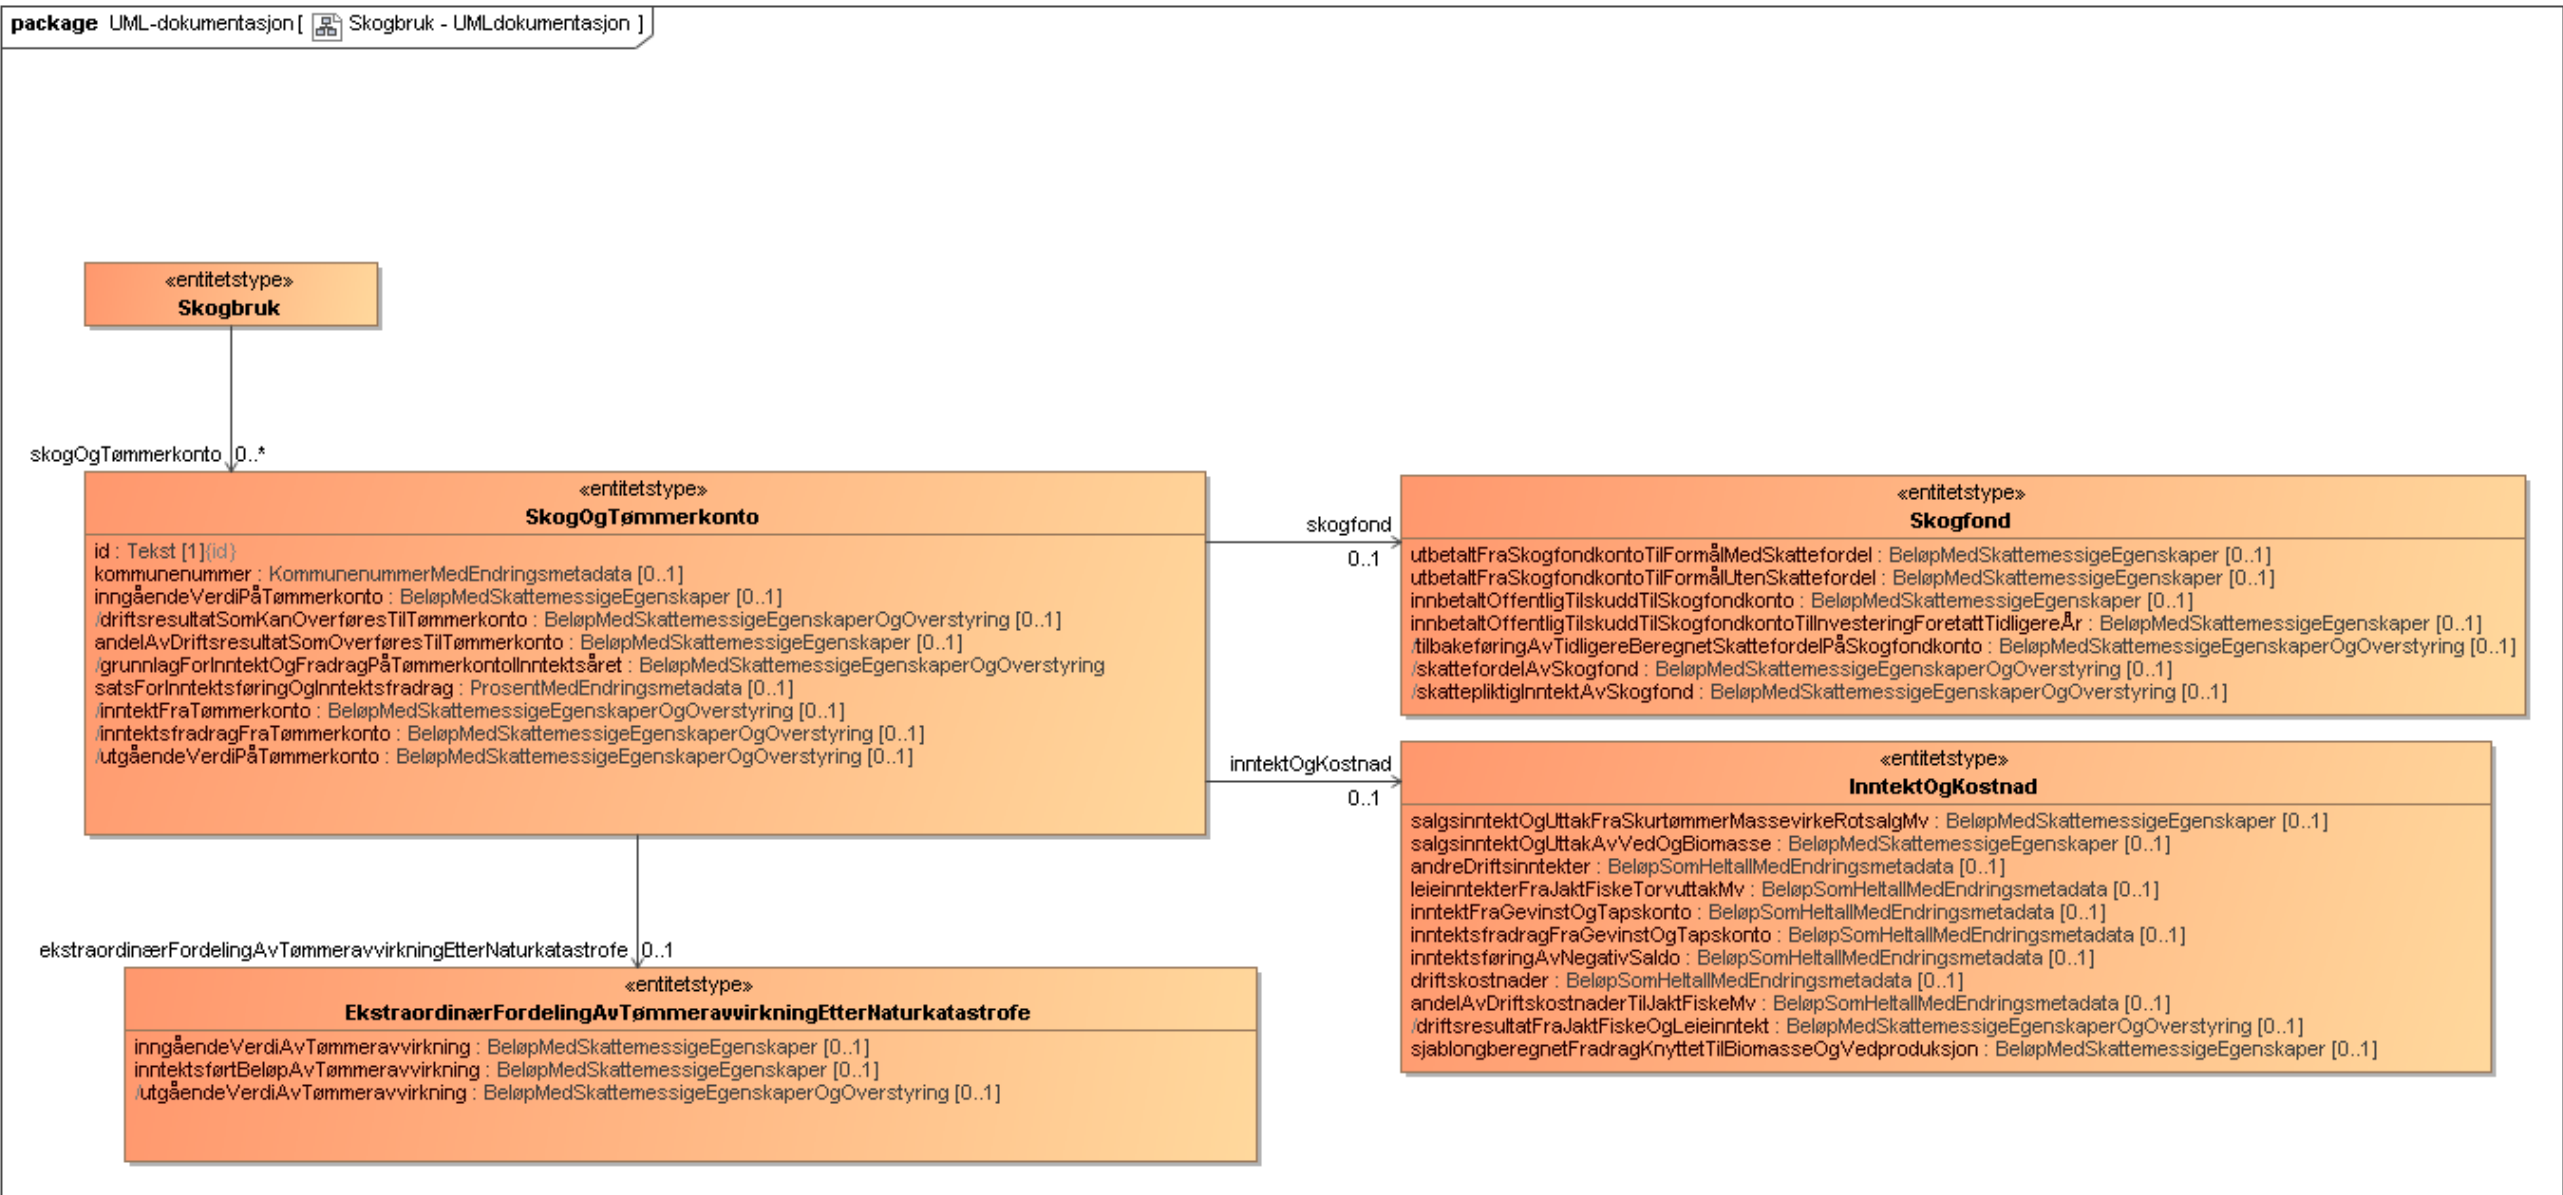 package UML-dokumentasjon [ Skogbruk - UMLdokumentasjon ]
«entitetstype»
Skogbruk
skogOgTømmerkonto 0..*
«entitetstype»
SkogOgTømmerkonto
id : Tekst [1]{id}
kommunenummer : KommunenummerMedEndringsmetadata [0..1]
inngåendeVerdiPåTømmerkonto : BeløpMedSkattemessigeEgenskaper [0..1]
/driftsresultatSomKanOverføresTilTømmerkonto : BeløpMedSkattemessigeEgenskaperOgOverstyring [0..1]
andelAvDriftsresultatSomOverføresTilTømmerkonto : BeløpMedSkattemessigeEgenskaper [0..1]
/grunnlagForInntektOgFradragPåTømmerkontoIInntektsåret : BeløpMedSkattemessigeEgenskaperOgOverstyring
satsForInntektsføringOgInntektsfradrag : ProsentMedEndringsmetadata [0..1]
/inntektFraTømmerkonto : BeløpMedSkattemessigeEgenskaperOgOverstyring [0..1]
/inntektsfradragFraTømmerkonto : BeløpMedSkattemessigeEgenskaperOgOverstyring [0..1]
/utgåendeVerdiPåTømmerkonto : BeløpMedSkattemessigeEgenskaperOgOverstyring [0..1]
skogfond
0..1
«entitetstype»
Skogfond
utbetaltFraSkogfondkontoTilFormålMedSkattefordel : BeløpMedSkattemessigeEgenskaper [0..1]
utbetaltFraSkogfondkontoTilFormålUtenSkattefordel : BeløpMedSkattemessigeEgenskaper [0..1]
innbetaltOffentligTilskuddTilSkogfondkonto : BeløpMedSkattemessigeEgenskaper [0..1]
innbetaltOffentligTilskuddTilSkogfondkontoTilInvesteringForetattTidligereÅr : BeløpMedSkattemessigeEgenskaper [0..1]
/tilbakeføringAvTidligereBeregnetSkattefordelPåSkogfondkonto : BeløpMedSkattemessigeEgenskaperOgOverstyring [0..1]
/skattefordelAvSkogfond : BeløpMedSkattemessigeEgenskaperOgOverstyring [0..1]
/skattepliktigInntektAvSkogfond : BeløpMedSkattemessigeEgenskaperOgOverstyring [0..1]
inntektOgKostnad
0..1
«entitetstype»
InntektOgKostnad
salgsinntektOgUttakFraSkurtømmerMassevirkeRotsalgMv : BeløpMedSkattemessigeEgenskaper [0..1]
salgsinntektOgUttakAvVedOgBiomasse : BeløpMedSkattemessigeEgenskaper [0..1]
andreDriftsinntekter : BeløpSomHeltallMedEndringsmetadata [0..1]
leieinntekterFraJaktFiskeTorvuttakMv : BeløpSomHeltallMedEndringsmetadata [0..1]
inntektFraGevinstOgTapskonto : BeløpSomHeltallMedEndringsmetadata [0..1]
inntektsfradragFraGevinstOgTapskonto : BeløpSomHeltallMedEndringsmetadata [0..1]
inntektsføringAvNegativSaldo : BeløpSomHeltallMedEndringsmetadata [0..1]
driftskostnader : BeløpSomHeltallMedEndringsmetadata [0..1]
andelAvDriftskostnaderTilJaktFiskeMv : BeløpSomHeltallMedEndringsmetadata [0..1]
/driftsresultatFraJaktFiskeOgLeieinntekt : BeløpMedSkattemessigeEgenskaperOgOverstyring [0..1]
sjablongberegnetFradragKnyttetTilBiomasseOgVedproduksjon : BeløpMedSkattemessigeEgenskaper [0..1]
ekstraordinærFordelingAvTømmeravvirkningEtterNaturkatastrofe 0..1
«entitetstype»
EkstraordinærFordelingAvTømmeravvirkningEtterNaturkatastrofe
inngåendeVerdiAvTømmeravvirkning : BeløpMedSkattemessigeEgenskaper [0..1]
inntektsførtBeløpAvTømmeravvirkning : BeløpMedSkattemessigeEgenskaper [0..1]
/utgåendeVerdiAvTømmeravvirkning : BeløpMedSkattemessigeEgenskaperOgOverstyring [0..1]